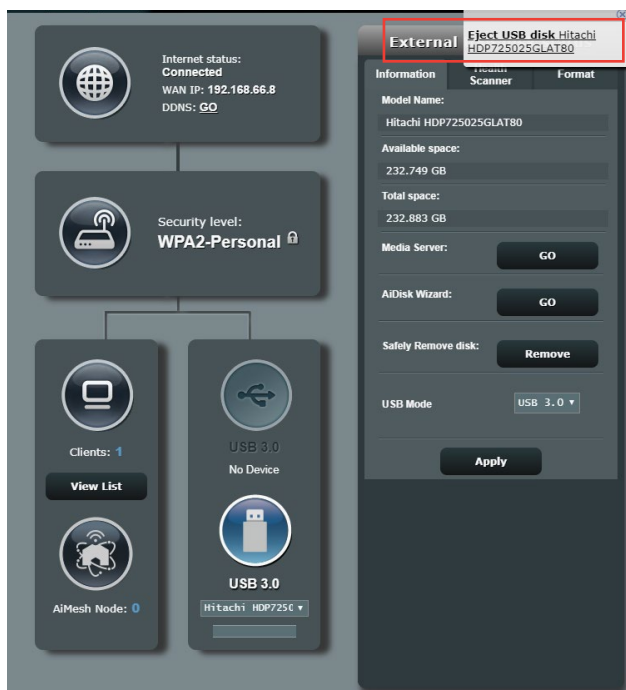 Internet status:
Connected
WAN IP: 192.168.66.8
DDNS: GO
Security level:
WPA2-Personal
Clients: 1
View List
AiMesh Node: 0
USB 3.0
No Device
USB 3.0
Hitachi HDP725
External
Eject USB disk Hitachi
HDP725025GLAT80
Information
Health
Scanner
Format
Model Name:
Hitachi HDP725025GLAT80
Available space:
232.749 GB
Total space:
232.883 GB
Media Server:
GO
AiDisk Wizard:
GO
Safely Remove disk:
Remove
USB Mode
USB 3.0
Apply